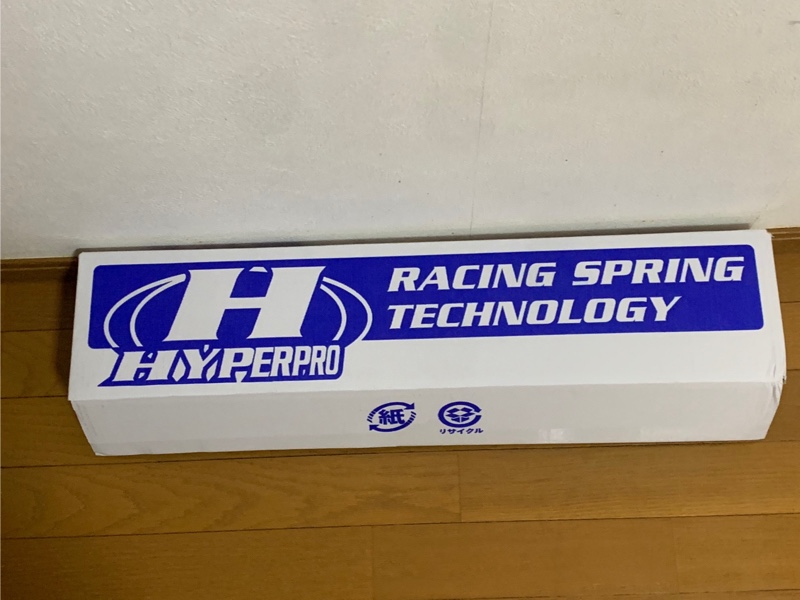 H
HYPERPRO
RACING SPRING
TECHNOLOGY
紙
リサイクル